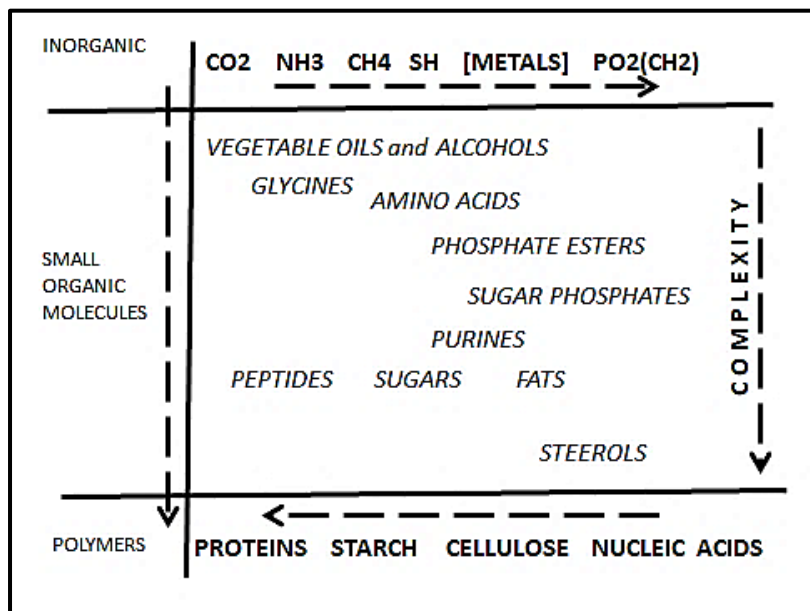 INORGANIC
CO2 NH3 CH4 SH [METALS] PO2(CH2)
VEGETABLE OILS and ALCOHOLS
GLYCINES
AMINO ACIDS
PHOSPHATE ESTERS
SMALL
ORGANIC
MOLECULES
SUGAR PHOSPHATES
PURINES
PEPTIDES SUGARS FATS
STEEROLS
COMPLEXITY
POLYMERS
PROTEINS STARCH CELLULOSE NUCLEIC ACIDS